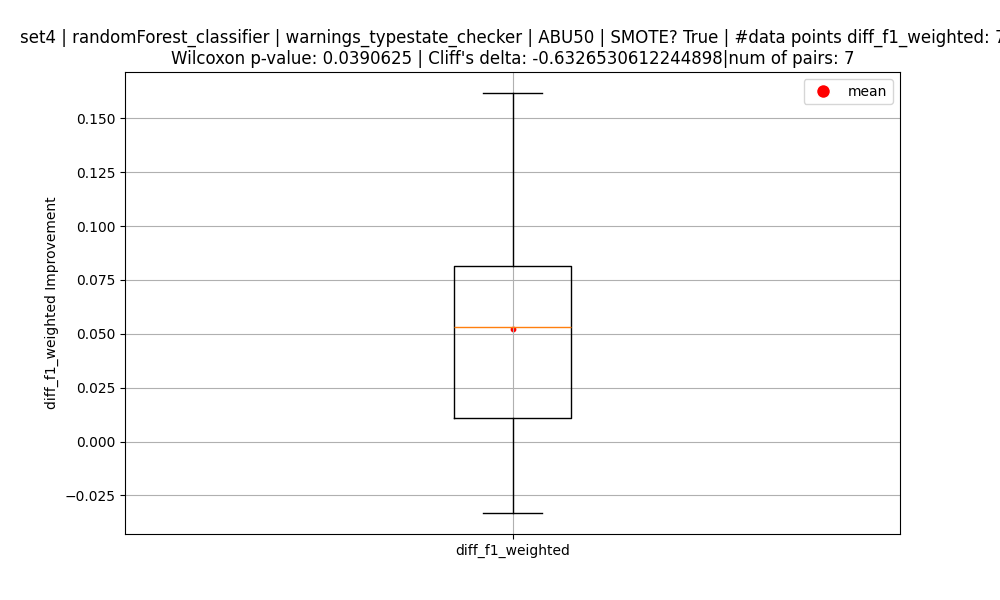 set4 | randomForest_classifier | warnings_typestate_checker | ABU50 | SMOTE? True | #data points diff_f1_weighted: 7
Wilcoxon p-value: 0.0390625 | Cliff's delta: -0.6326530612244898|num of pairs: 7
mean
0.150
0.125
0.100
0.075
0.050
0.025
0.000
−0.025
diff_f1_weighted Improvement
diff_f1_weighted